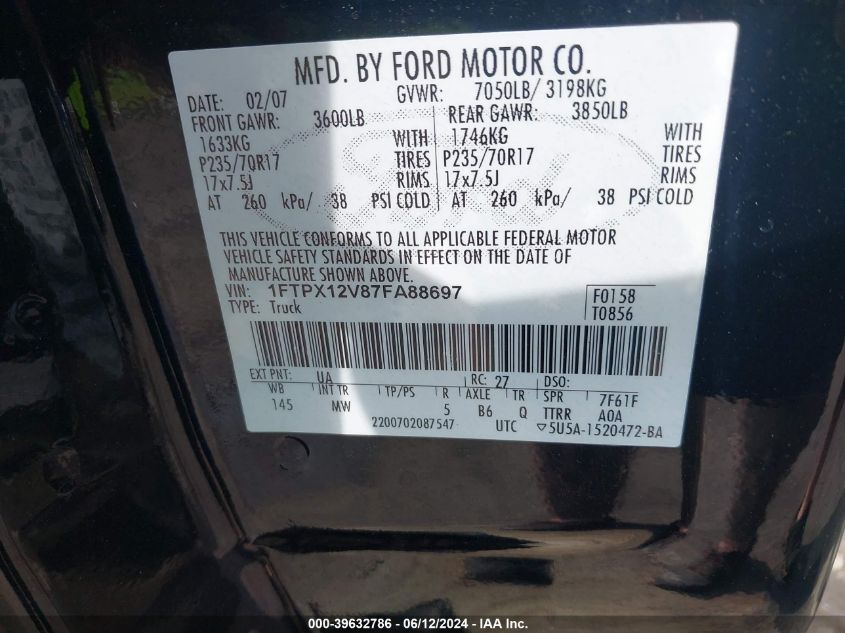 MFD. BY FORD MOTOR CO.
DATE: 02/07 GVWR: 7050LB/ 3198KG
FRONT GAWR: 3600LB REAR GAWR: 3850LB
1633KG WITH 1746KG WITH
P235/70R17 TIRES P235/70R17 TIRES
17x7.5J RIMS 17x7.5J RIMS
AT 260 kPa/ 38 PSI COLD AT 260 kPa/ 38 PSI COLD
THIS VEHICLE CONFORMS TO ALL APPLICABLE FEDERAL MOTOR
VEHICLE SAFETY STANDARDS IN EFFECT ON THE DATE OF
MANUFACTURE SHOWN ABOVE.
VIN: 1FTPX12V87FA88697 F0158
TYPE: Truck T0856
EXT PNT: UA RC: 27 DSO:
WB INT TR TP/PS R AXLE TR SPR 7F61F
145 MW 5 B6 Q TTRR A0A
2200702087547 UTC ▽5U5A-1520472-BA
000-39632786 - 06/12/2024 - IAA Inc.